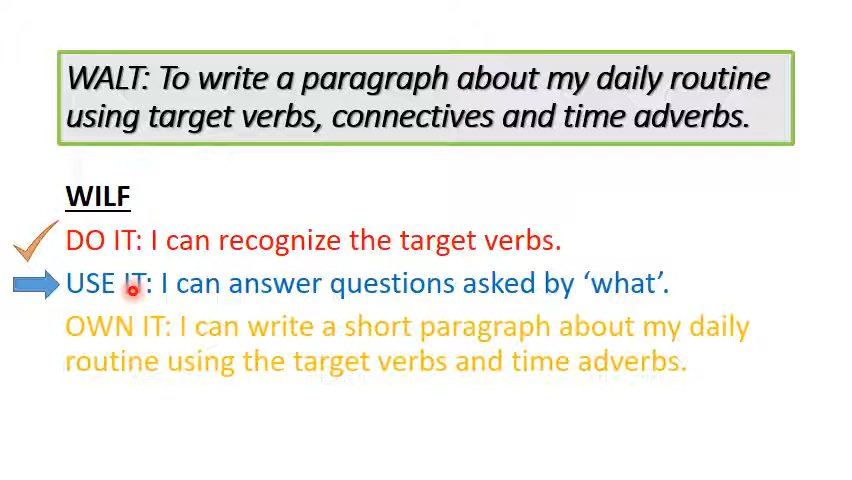 WALT: To write a paragraph about my daily routine
using target verbs, connectives and time adverbs.
WILF
DO IT: I can recognize the target verbs.
USE IT: I can answer questions asked by ‘what’.
OWN IT: I can write a short paragraph about my daily
routine using the target verbs and time adverbs.